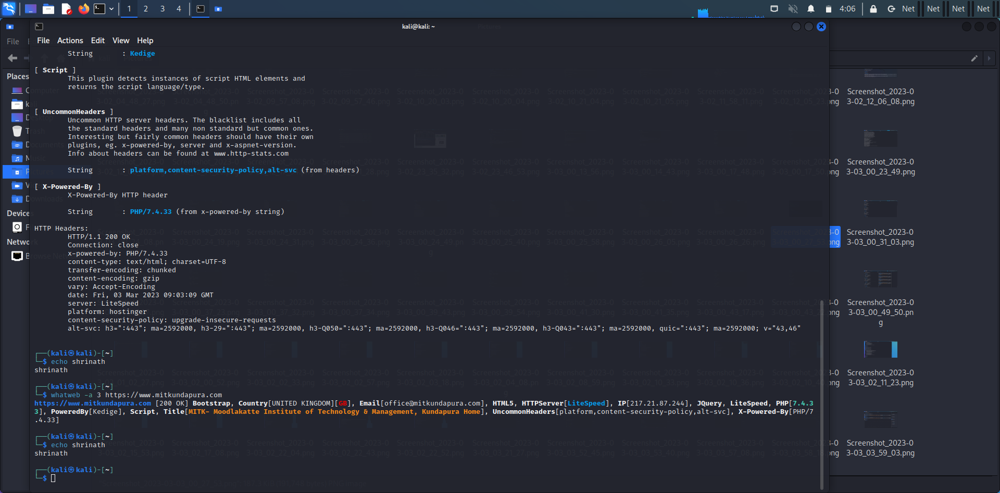 1 2 3 4
4:06 Net Net Net Net
kali@kali: ~
File Actions Edit View Help
File
String : Kedige
[ Script ]
This plugin detects instances of script HTML elements and
returns the script language/type.
[ UncommonHeaders ]
Uncommon HTTP server headers. The blacklist includes all
the standard headers and many non standard but common ones.
Interesting but fairly common headers should have their own
plugins, eg. x-powered-by, server and x-aspnet-version.
Info about headers can be found at www.http-stats.com
String : platform,content-security-policy,alt-svc (from headers)
[ X-Powered-By ]
X-Powered-By HTTP header
String : PHP/7.4.33 (from x-powered-by string)
HTTP Headers:
HTTP/1.1 200 OK
Connection: close
x-powered-by: PHP/7.4.33
content-type: text/html; charset=UTF-8
transfer-encoding: chunked
content-encoding: gzip
vary: Accept-Encoding
date: Fri, 03 Mar 2023 09:03:09 GMT
server: LiteSpeed
platform: hostinger
content-security-policy: upgrade-insecure-requests
alt-svc: h3=":443"; ma=2592000, h3-29=":443"; ma=2592000, h3-Q050=":443"; ma=2592000, h3-Q046=":443"; ma=2592000, h3-Q043=":443"; ma=2592000, quic=":443"; ma=2592000; v="43,46"
┌──(kali㉿kali)-[~]
└─$ echo shrinath
shrinath
┌──(kali㉿kali)-[~]
└─$ whatweb -a 3 https://www.mitkundapura.com
https://www.mitkundapura.com [200 OK] Bootstrap, Country[UNITED KINGDOM][GB], Email[office@mitkundapura.com], HTML5, HTTPServer[LiteSpeed], IP[217.21.87.244], JQuery, LiteSpeed, PHP[7.4.3
3], PoweredBy[Kedige], Script, Title[MITK- Moodlakatte Institute of Technology & Management, Kundapura Home], UncommonHeaders[platform,content-security-policy,alt-svc], X-Powered-By[PHP/7
.4.33]
┌──(kali㉿kali)-[~]
└─$ echo shrinath
shrinath
┌──(kali㉿kali)-[~]
└─$
Places
Computer
Desktop
Trash
Documents
Music
Pictures
Downloads
Devices
Network
Browse Network
Screenshot_2023-0
3-02_12_06_08.png
Screenshot_2023-0
3-03_00_23_49.png
Screenshot_2023-0
3-03_00_31_03.png
Screenshot_2023-0
3-03_00_49_50.pn
g
Screenshot_2023-0
3-03_02_11_23.png
Screenshot_2023-0
3-03_03_59_03.png